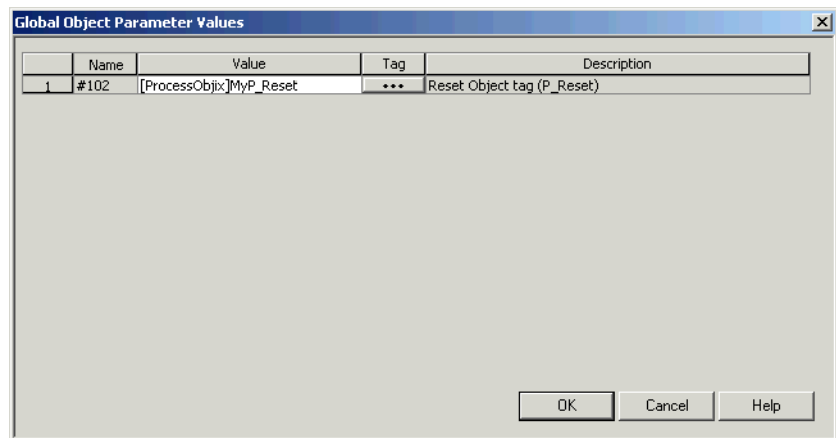 Global Object Parameter Values
Name Value Tag Description
1 #102 [ProcessObjix]MyP_Reset ••• Reset Object tag (P_Reset)
OK Cancel Help